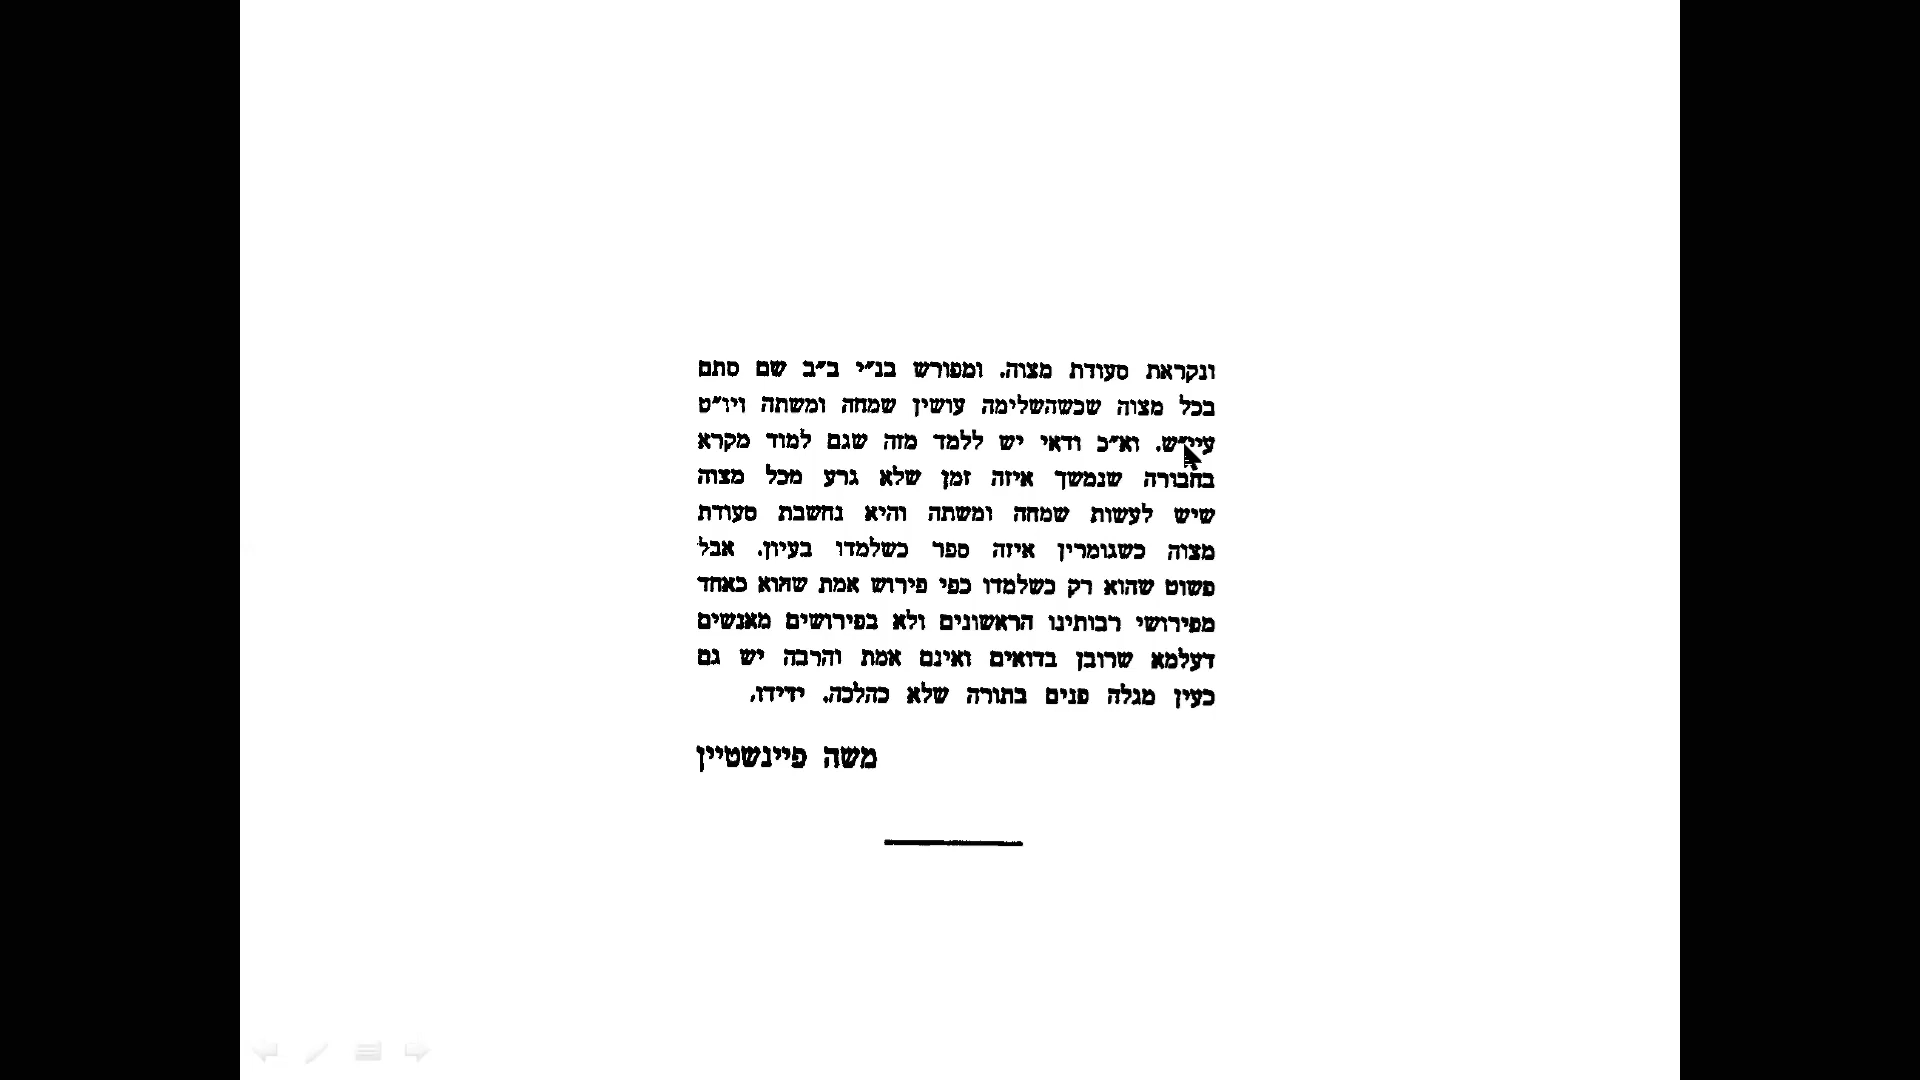 ונקראת סעודת מצוה. ומפורש בנ״י ב״ב שם סתם
בכל מצוה שכשהשלימה עושין שמחה ומשתה ויו״ט
עיי״ש. וא״כ ודאי יש ללמד מזה שגם למוד מקרא
בחבורה שנמשך איזה זמן שלא גרע מכל מצוה
שיש לעשות שמחה ומשתה והיא נחשבת סעודת
מצוה כשגומרין איזה ספר כשלמדו בעיון. אבל
פשוט שהוא רק כשלמדו כפי פירוש אמת שהוא כאחד
מפירושי רבותינו הראשונים ולא בפירושים מאנשים
דעלמא שרובן בדואים ואינם אמת והרבה יש גם
כעין מגלה פנים בתורה שלא כהלכה. ידידו,
משה פיינשטיין